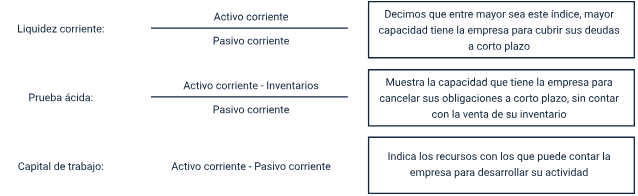 Liquidez corriente:
Activo corriente
Pasivo corriente
Decimos que entre mayor sea este índice, mayor
capacidad tiene la empresa para cubrir sus deudas
a corto plazo
Prueba ácida:
Activo corriente - Inventarios
Pasivo corriente
Muestra la capacidad que tiene la empresa para
cancelar sus obligaciones a corto plazo, sin contar
con la venta de su inventario
Capital de trabajo:
Activo corriente - Pasivo corriente
Indica los recursos con los que puede contar la
empresa para desarrollar su actividad